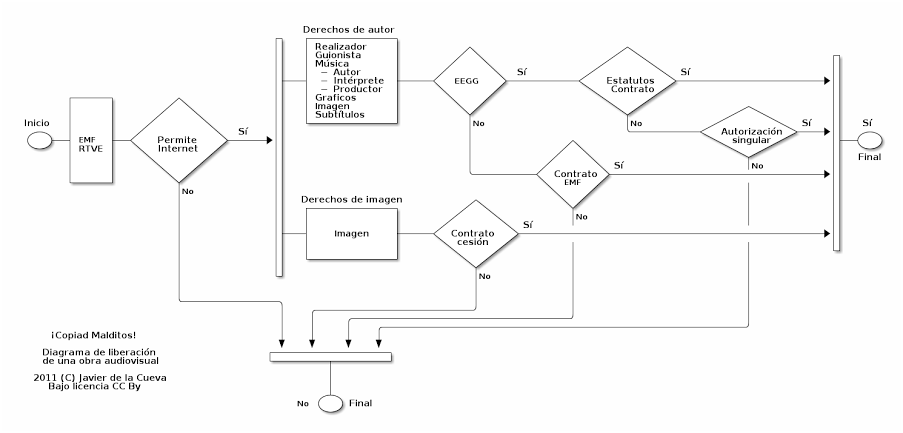 Inicio
EMF
RTVE
Permite
Internet
Sí
No
Derechos de autor
Realizador
Guionista
Música
– Autor
– Intérprete
– Productor
Graficos
Imagen
Subtítulos
EEGG
Sí
No
Estatutos
Contrato
Sí
No
Autorización
singular
Sí
No
Contrato
EMF
Sí
No
Derechos de imagen
Imagen
Contrato
cesión
Sí
No
Sí
Final
¡Copiad Malditos!
Diagrama de liberación
de una obra audiovisual
2011 (C) Javier de la Cueva
Bajo licencia CC By
No
Final